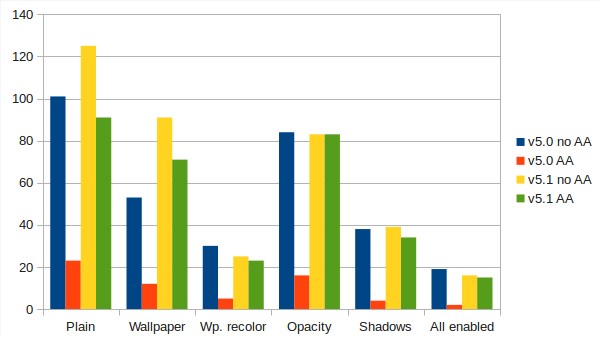 140
120
100
80
60
40
20
0
Plain Wallpaper Wp. recolor Opacity Shadows All enabled
v5.0 no AA
v5.0 AA
v5.1 no AA
v5.1 AA